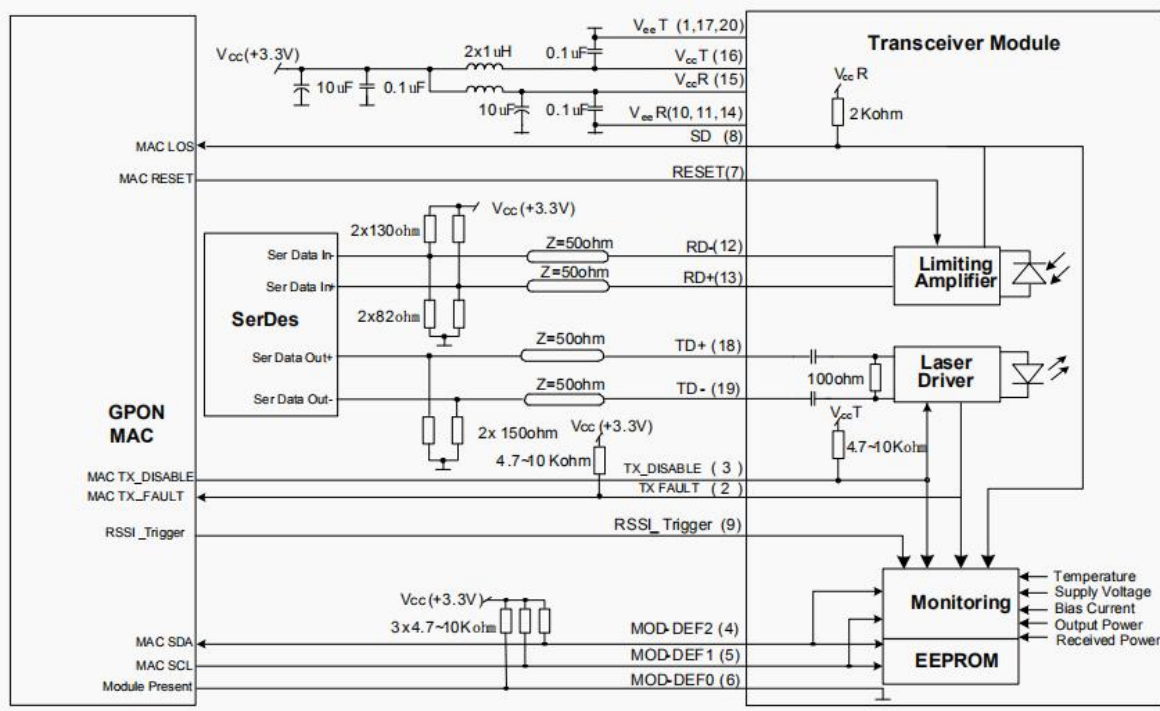 VeeT (1,17,20)
Transceiver Module
Vcc(+3.3V)
2x1uH
0.1uF
VccT (16)
VccR (15)
VccR
10uF
0.1uF
10uF
0.1uF
VeeR(10, 11, 14)
2Kohm
SD (8)
MAC LOS
RESET(7)
MAC RESET
Vcc(+3.3V)
2x130ohm
Z=50ohm
RD-(12)
Ser Data In-
Limiting
Amplifier
Z=50ohm
RD+(13)
Ser Data In+
SerDes
2x82ohm
Z=50ohm
TD+ (18)
Ser Data Out+
Laser
Driver
100ohm
Z=50ohm
TD- (19)
Ser Data Out-
GPON
MAC
VccT
Vcc(+3.3V)
2x 150ohm
4.7~10Kohm
4.7~10 Kohm
TX_DISABLE ( 3 )
MAC TX_DISABLE
TX FAULT ( 2 )
MAC TX_FAULT
RSSI_Trigger (9)
RSSI_Trigger
Temperature
Supply Voltage
Monitoring
Bias Current
Output Power
Received Power
Vcc(+3.3V)
3x4.7~10Kohm
MOD-DEF2 (4)
MAC SDA
MOD-DEF1 (5)
EEPROM
MAC SCL
MOD-DEF0 (6)
Module Present